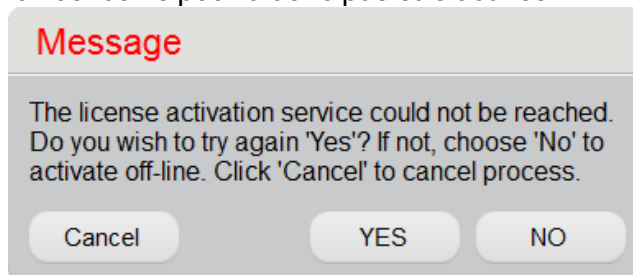 Message
The license activation service could not be reached.
Do you wish to try again 'Yes'? If not, choose 'No' to
activate off-line. Click 'Cancel' to cancel process.
Cancel YES NO